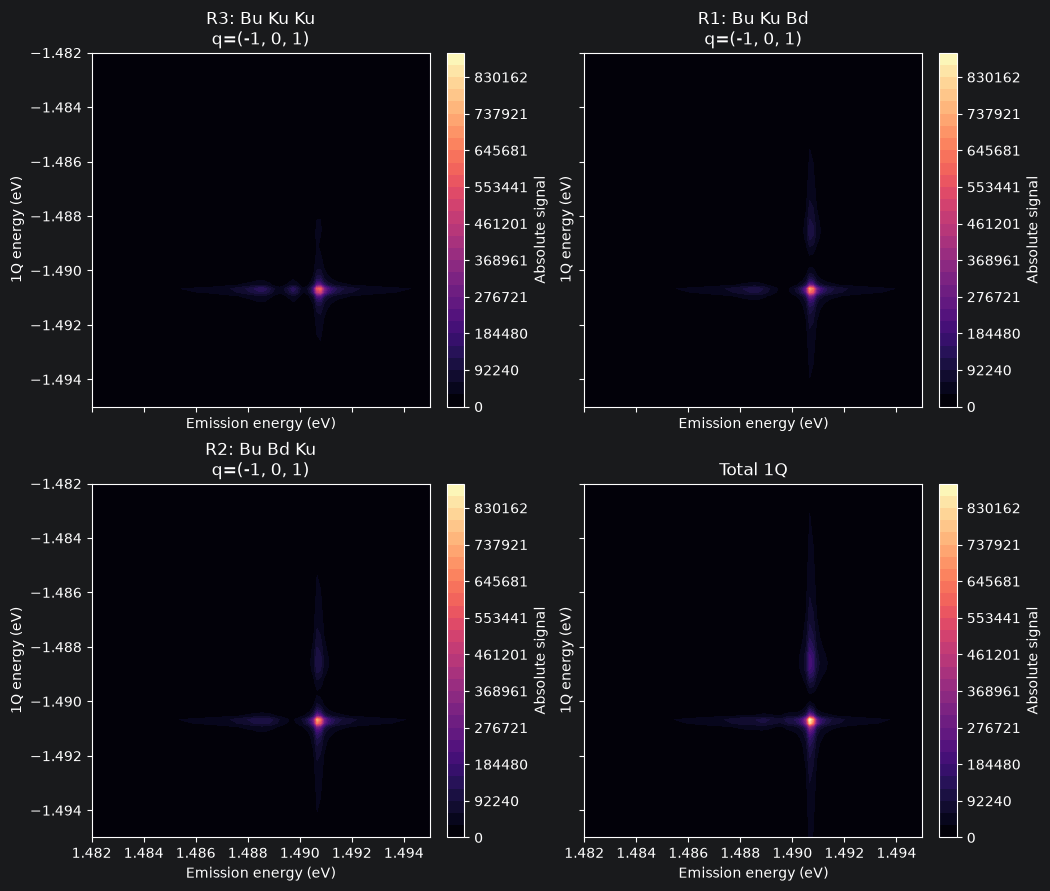 R3: Bu Ku Ku
q=(-1, 0, 1)
−1.482
−1.484
−1.486
−1.488
−1.490
−1.492
−1.494
1Q energy (eV)
Emission energy (eV)
830162
737921
645681
553441
461201
368961
276721
184480
92240
0
Absolute signal
R1: Bu Ku Bd
q=(-1, 0, 1)
1Q energy (eV)
Emission energy (eV)
830162
737921
645681
553441
461201
368961
276721
184480
92240
0
Absolute signal
R2: Bu Bd Ku
q=(-1, 0, 1)
−1.482
−1.484
−1.486
−1.488
−1.490
−1.492
−1.494
1Q energy (eV)
1.482 1.484 1.486 1.488 1.490 1.492 1.494
Emission energy (eV)
830162
737921
645681
553441
461201
368961
276721
184480
92240
0
Absolute signal
Total 1Q
1Q energy (eV)
1.482 1.484 1.486 1.488 1.490 1.492 1.494
Emission energy (eV)
830162
737921
645681
553441
461201
368961
276721
184480
92240
0
Absolute signal